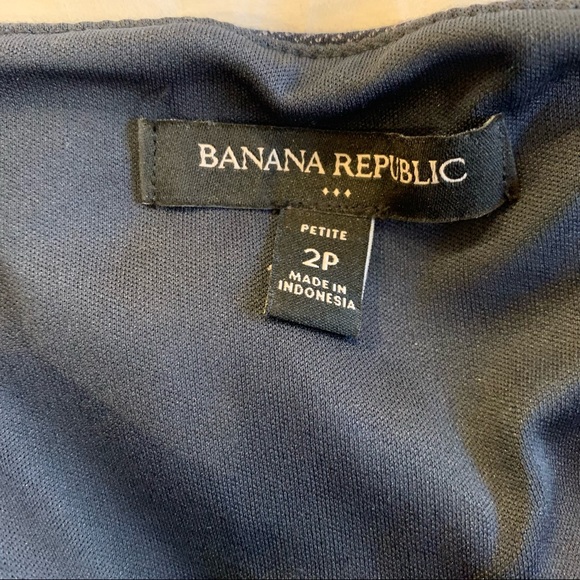 BANANA REPUBLIC
PETITE
2P
MADE IN
INDONESIA